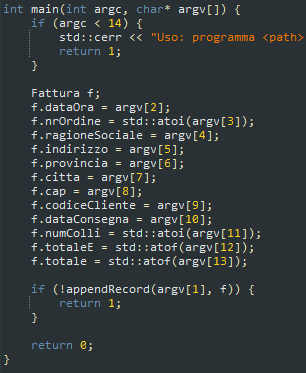 int main(int argc, char* argv[]) {
    if (argc < 14) {
        std::cerr << "Uso: programma <path>
        return 1;
    }

    Fattura f;
    f.dataOra = argv[2];
    f.nrOrdine = std::atoi(argv[3]);
    f.ragioneSociale = argv[4];
    f.indirizzo = argv[5];
    f.provincia = argv[6];
    f.citta = argv[7];
    f.cap = argv[8];
    f.codiceCliente = argv[9];
    f.dataConsegna = argv[10];
    f.numColli = std::atoi(argv[11]);
    f.totaleE = std::atof(argv[12]);
    f.totale = std::atof(argv[13]);

    if (!appendRecord(argv[1], f)) {
        return 1;
    }

    return 0;
}